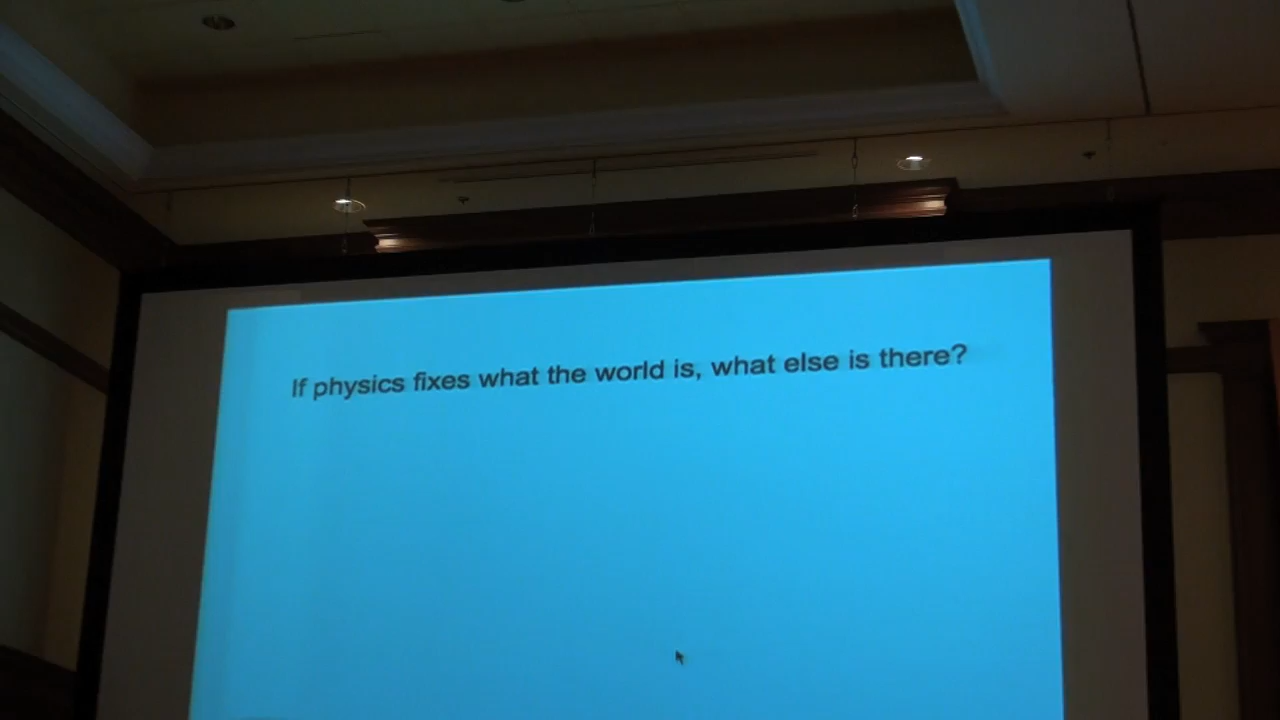 If physics fixes what the world is, what else is there?